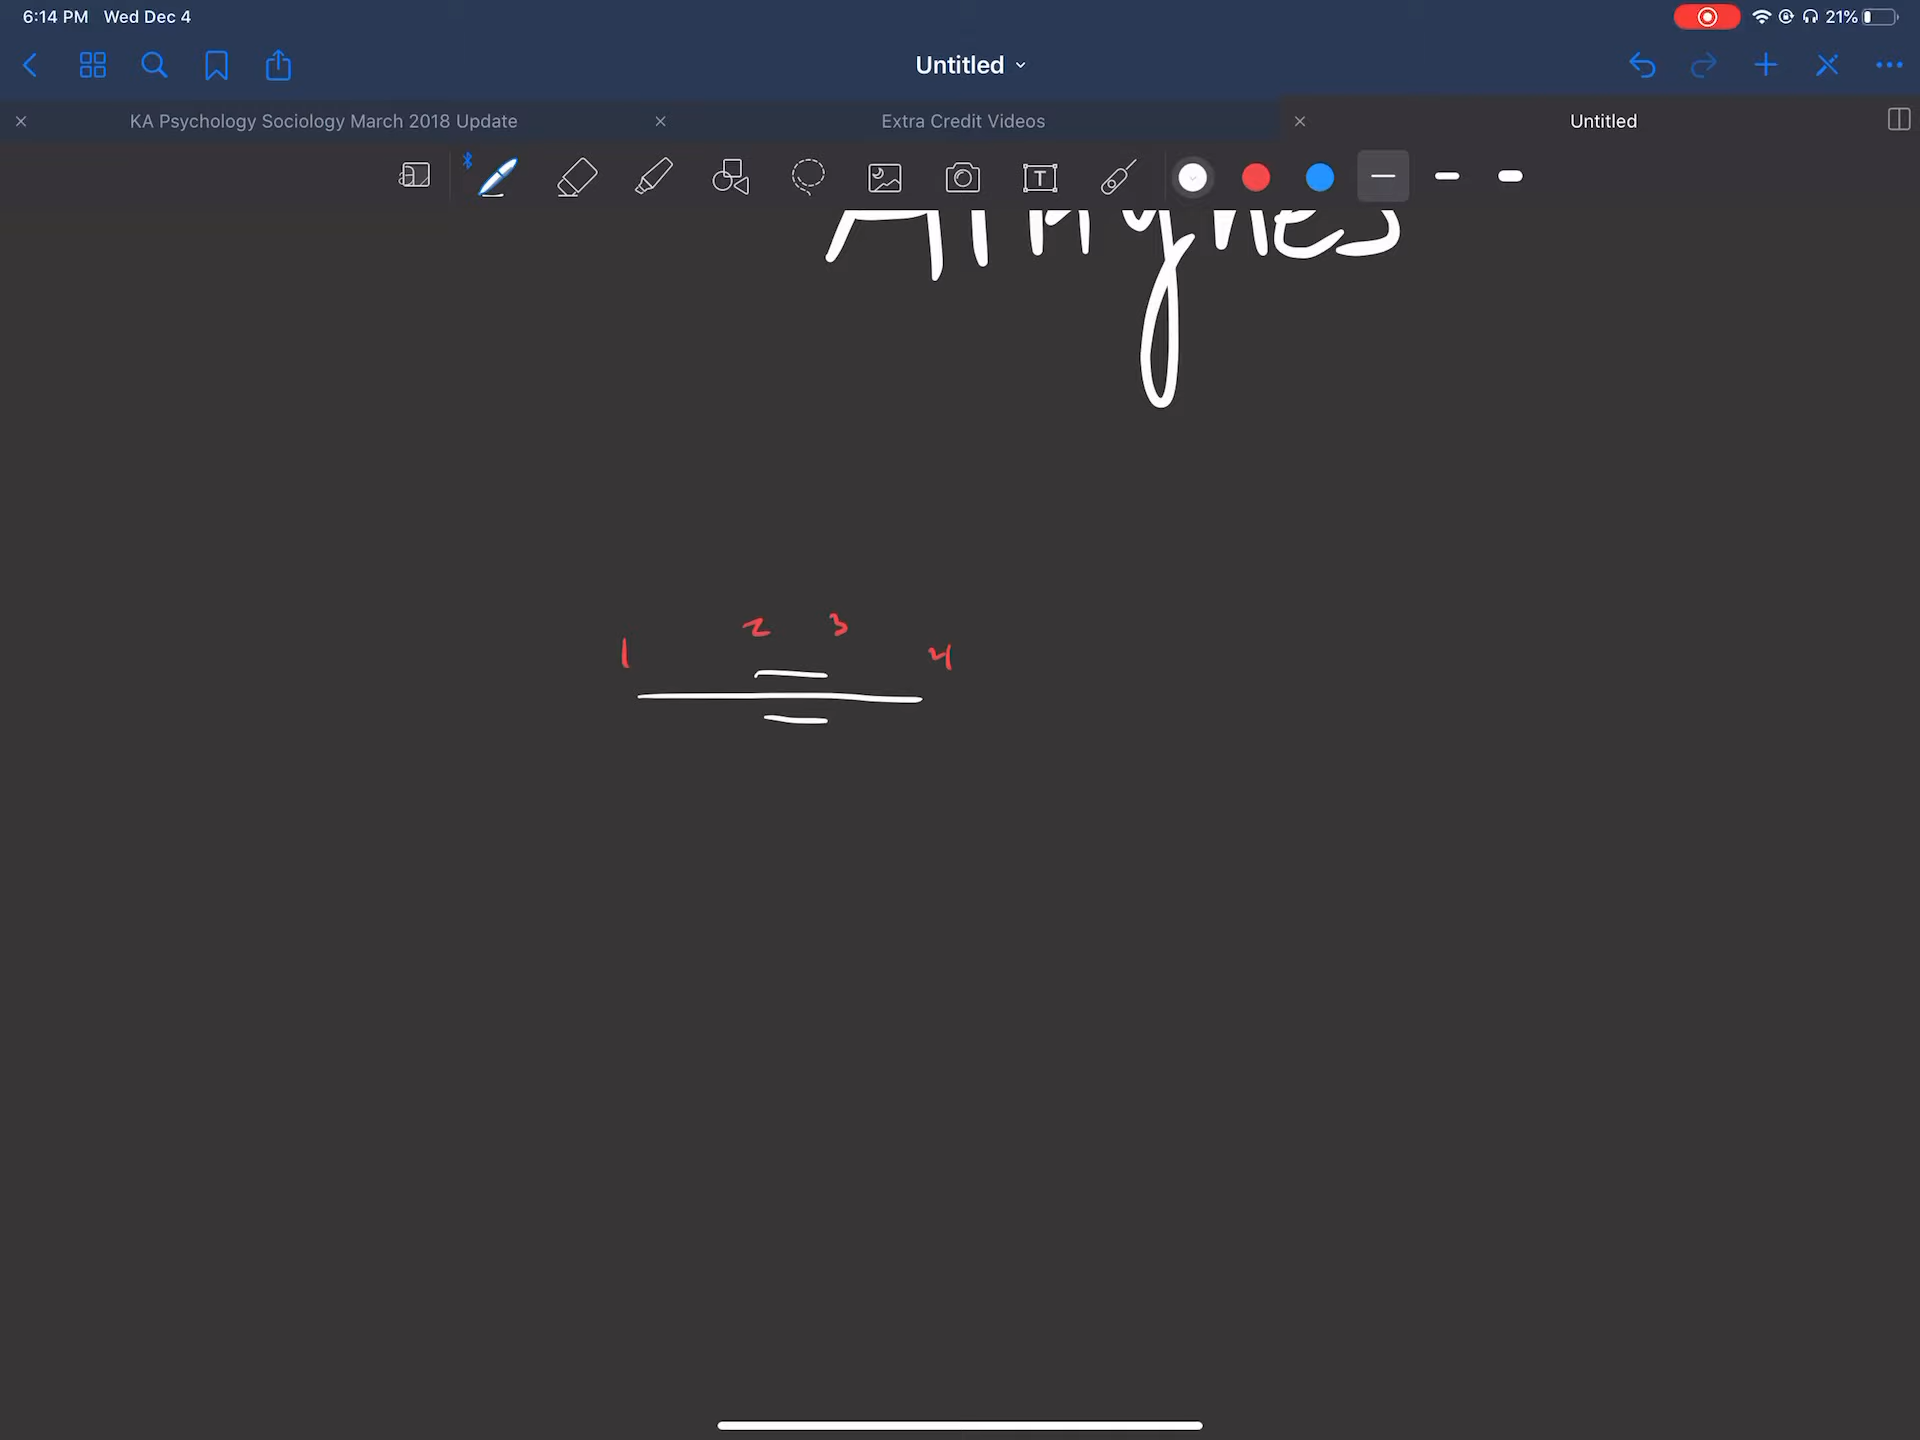 6:14 PM Wed Dec 4 21%
Untitled
KA Psychology Sociology March 2018 Update Extra Credit Videos Untitled
T
2 3
1 4